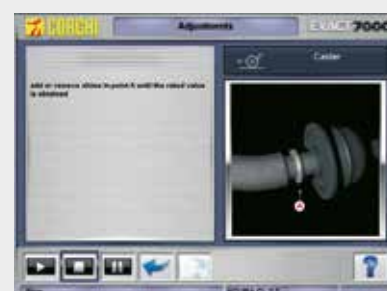 CORGHI
Adjustments
EXACT 7000
Caster
add or remove shims in point A until the rated value
is obtained
A
?